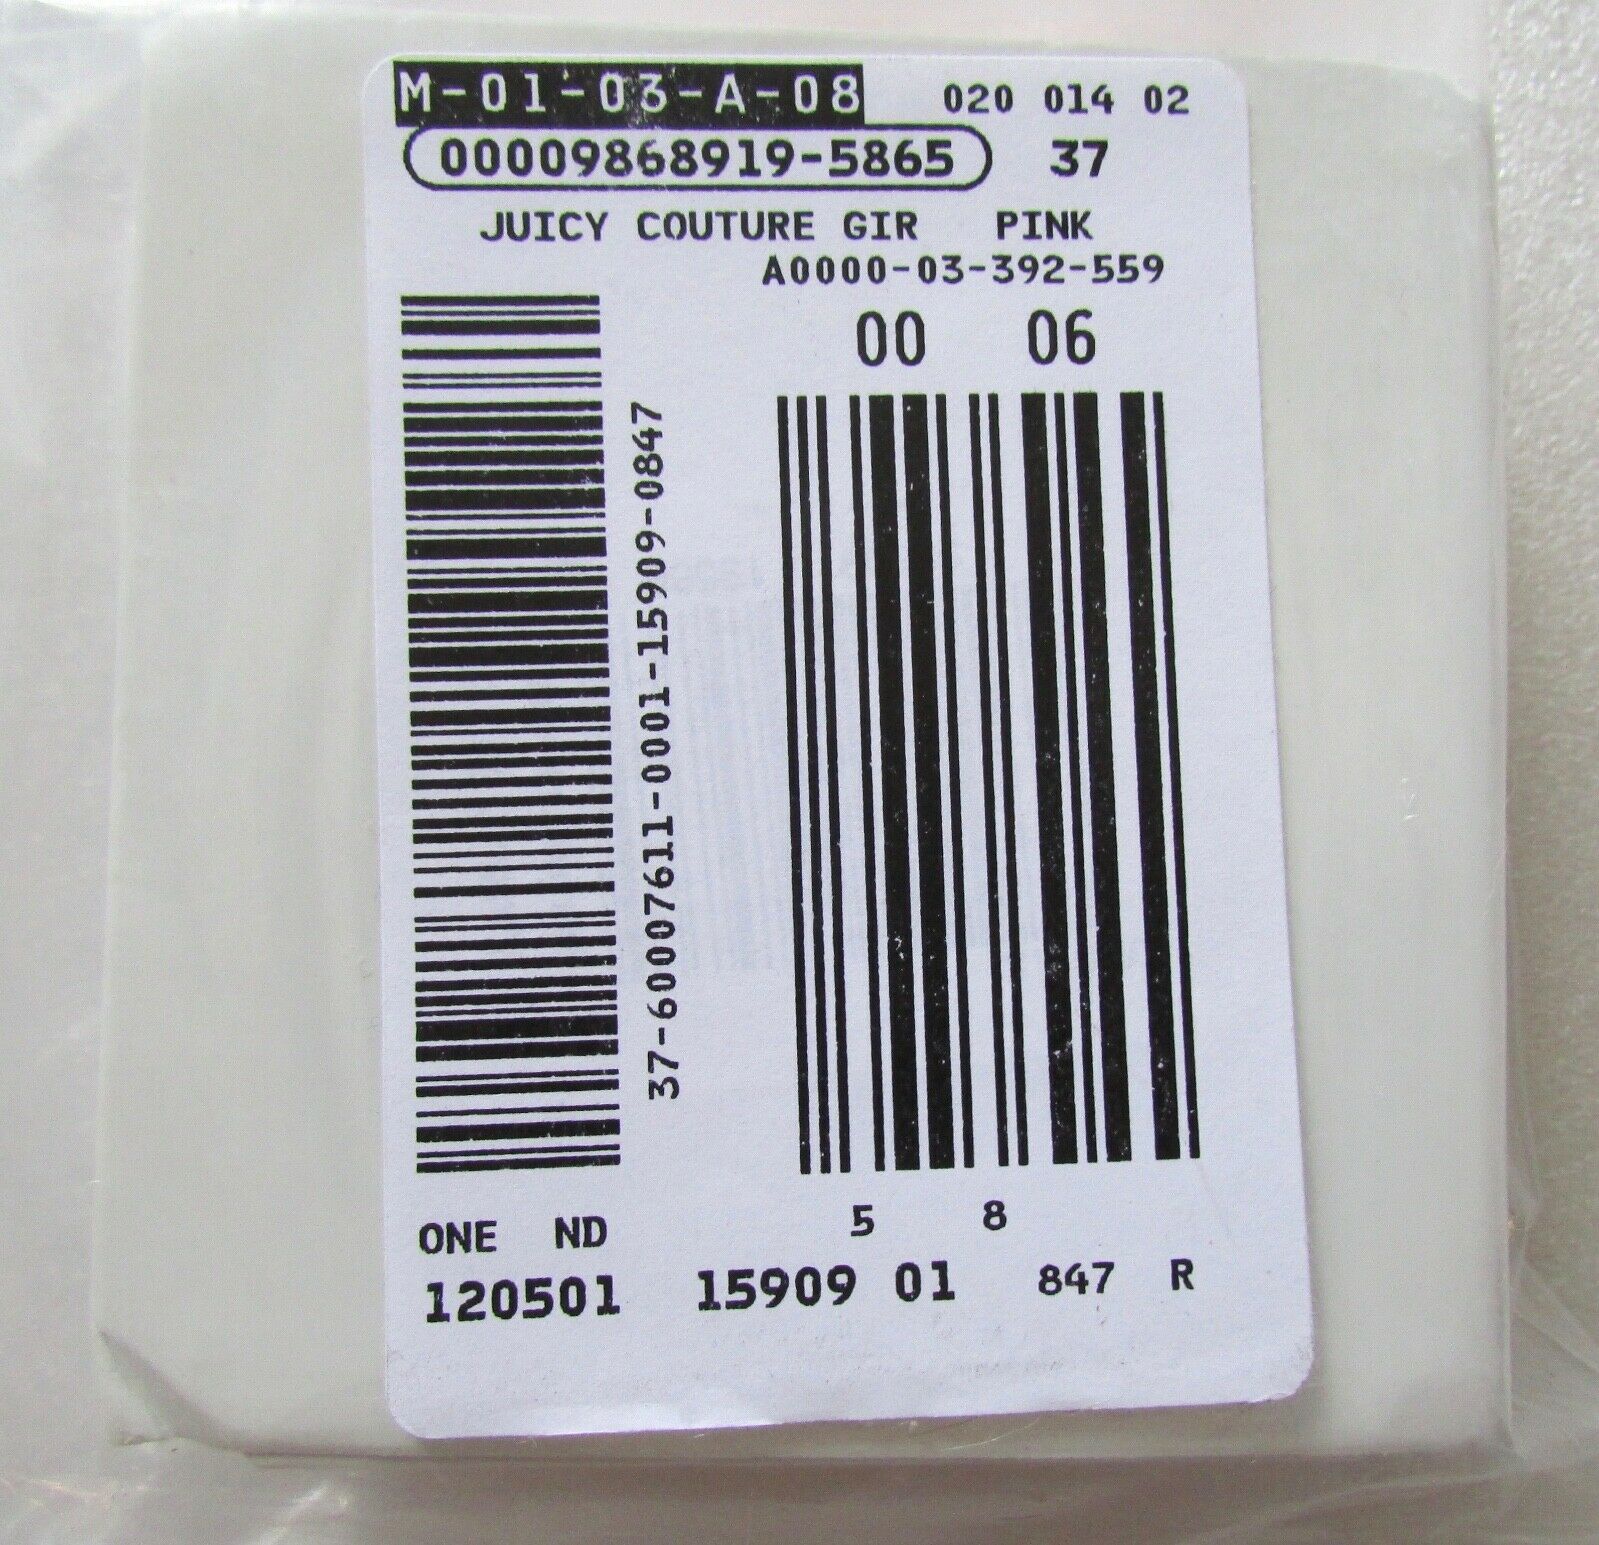 M-01-03-A-08 020 014 02
00009868919-5865 37
JUICY COUTURE GIR PINK
A0000-03-392-559
00 06
37-60007611-0001-15909-0847
5 8
ONE ND
120501 15909 01 847 R